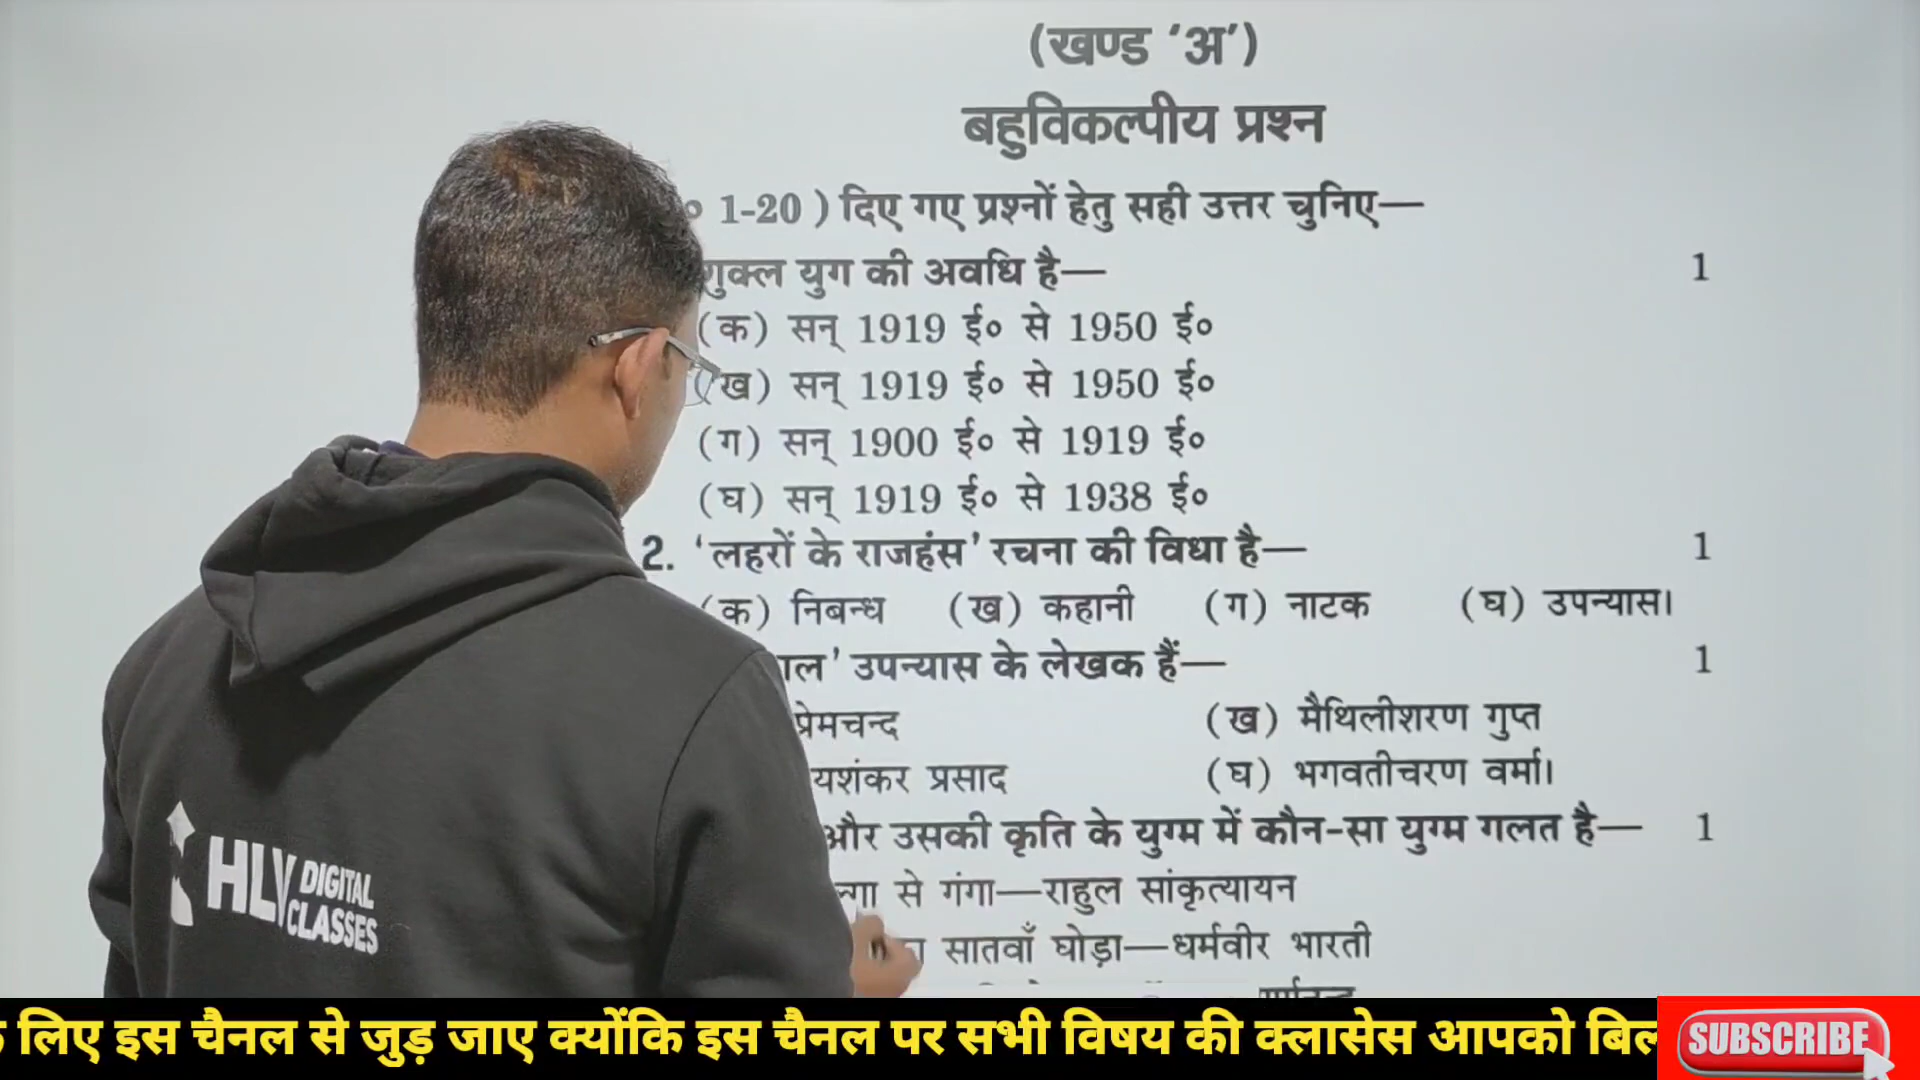 (खण्ड ‘अ’)
बहुविकल्पीय प्रश्न
1-20 ) दिए गए प्रश्नों हेतु सही उत्तर चुनिए—
शुक्ल युग की अवधि है— 1
(क) सन् 1919 ई० से 1950 ई०
(ख) सन् 1919 ई० से 1950 ई०
(ग) सन् 1900 ई० से 1919 ई०
(घ) सन् 1919 ई० से 1938 ई०
2. ‘लहरों के राजहंस’ रचना की विधा है— 1
(क) निबन्ध (ख) कहानी (ग) नाटक (घ) उपन्यास।
उपन्यास के लेखक हैं— 1
प्रेमचन्द (ख) मैथिलीशरण गुप्त
प्रसाद (घ) भगवतीचरण वर्मा।
और उसकी कृति के युग्म में कौन-सा युग्म गलत है— 1
से गंगा—राहुल सांकृत्यायन
सातवाँ घोड़ा—धर्मवीर भारती
HLV DIGITAL CLASSES
लिए इस चैनल से जुड़ जाए क्योंकि इस चैनल पर सभी विषय की क्लासेस आपको
SUBSCRIBE